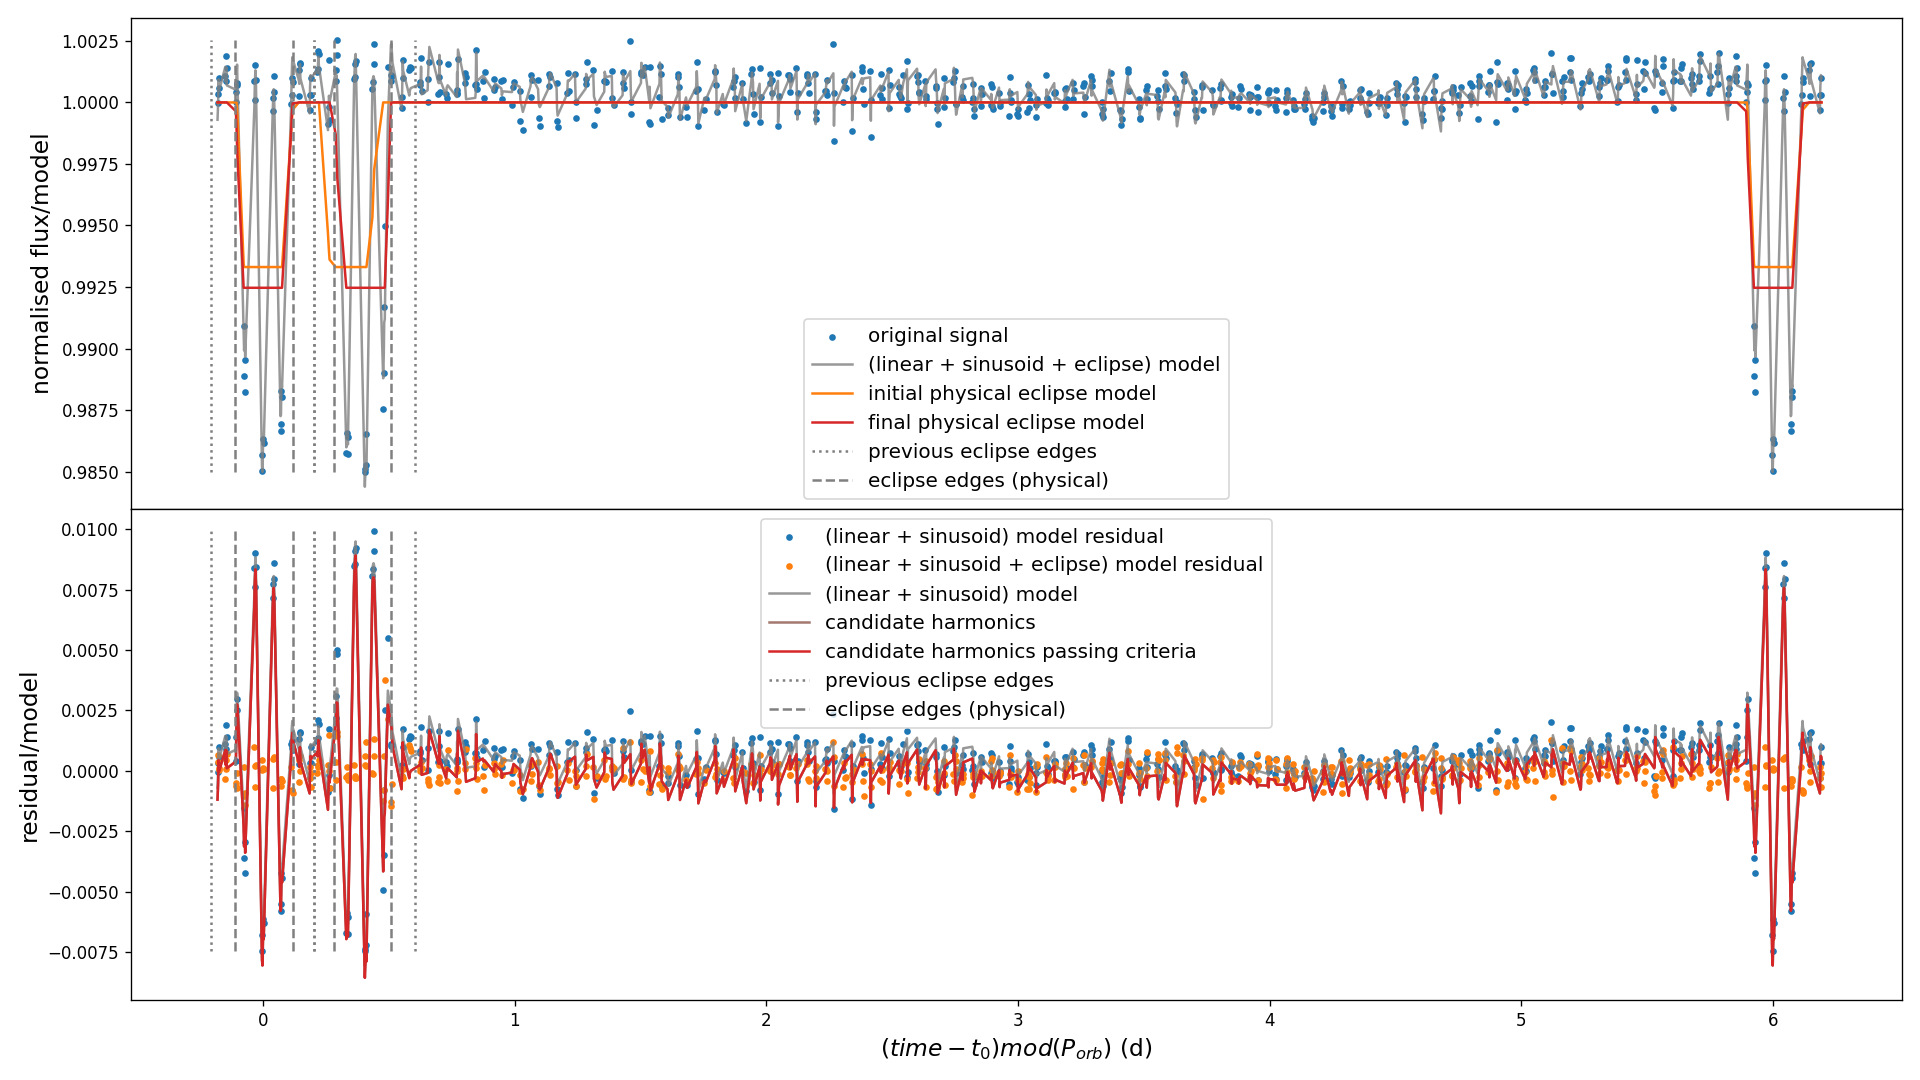 normalised flux/model
1.0025
1.0000
0.9975
0.9950
0.9925
0.9900
0.9875
0.9850
original signal
(linear + sinusoid + eclipse) model
initial physical eclipse model
final physical eclipse model
previous eclipse edges
eclipse edges (physical)
residual/model
0.0100
0.0075
0.0050
0.0025
0.0000
−0.0025
−0.0050
−0.0075
(linear + sinusoid) model residual
(linear + sinusoid + eclipse) model residual
(linear + sinusoid) model
candidate harmonics
candidate harmonics passing criteria
previous eclipse edges
eclipse edges (physical)
0 1 2 3 4 5 6
(time − t₀)mod(P_orb) (d)